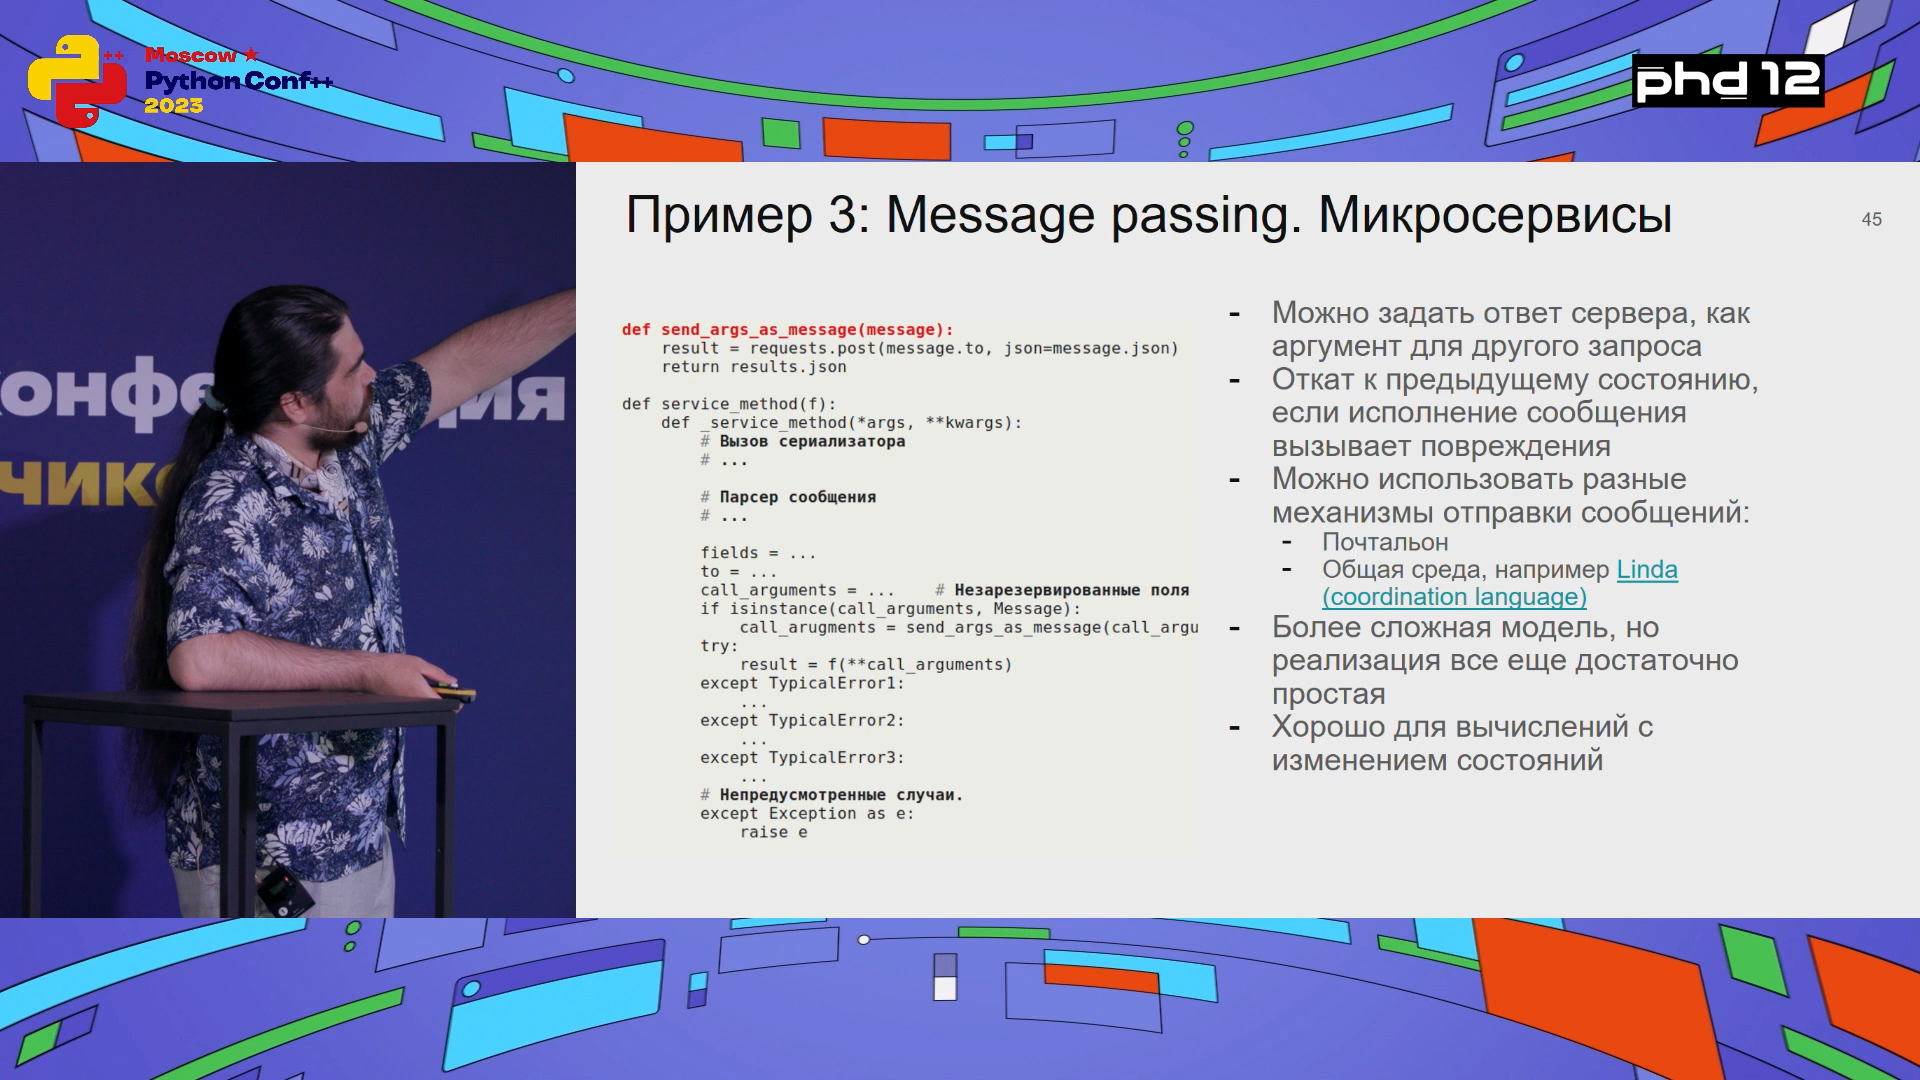 Moscow ★
Python Conf++
2023
phd 12
Пример 3: Message passing. Микросервисы
45
def send_args_as_message(message):
    result = requests.post(message.to, json=message.json)
    return results.json
def service_method(f):
    def _service_method(*args, **kwargs):
        # Вызов сериализатора
        # ...
        # Парсер сообщения
        # ...
        fields = ...
        to = ...
        call_arguments = ...    # Незарезервированные поля
        if isinstance(call_arguments, Message):
            call_arugments = send_args_as_message(call_argu
        try:
            result = f(**call_arguments)
        except TypicalError1:
            ...
        except TypicalError2:
            ...
        except TypicalError3:
            ...
        # Непредусмотренные случаи.
        except Exception as e:
            raise e
- Можно задать ответ сервера, как
аргумент для другого запроса
- Откат к предыдущему состоянию,
если исполнение сообщения
вызывает повреждения
- Можно использовать разные
механизмы отправки сообщений:
- Почтальон
- Общая среда, например Linda
(coordination language)
- Более сложная модель, но
реализация все еще достаточно
простая
- Хорошо для вычислений с
изменением состояний